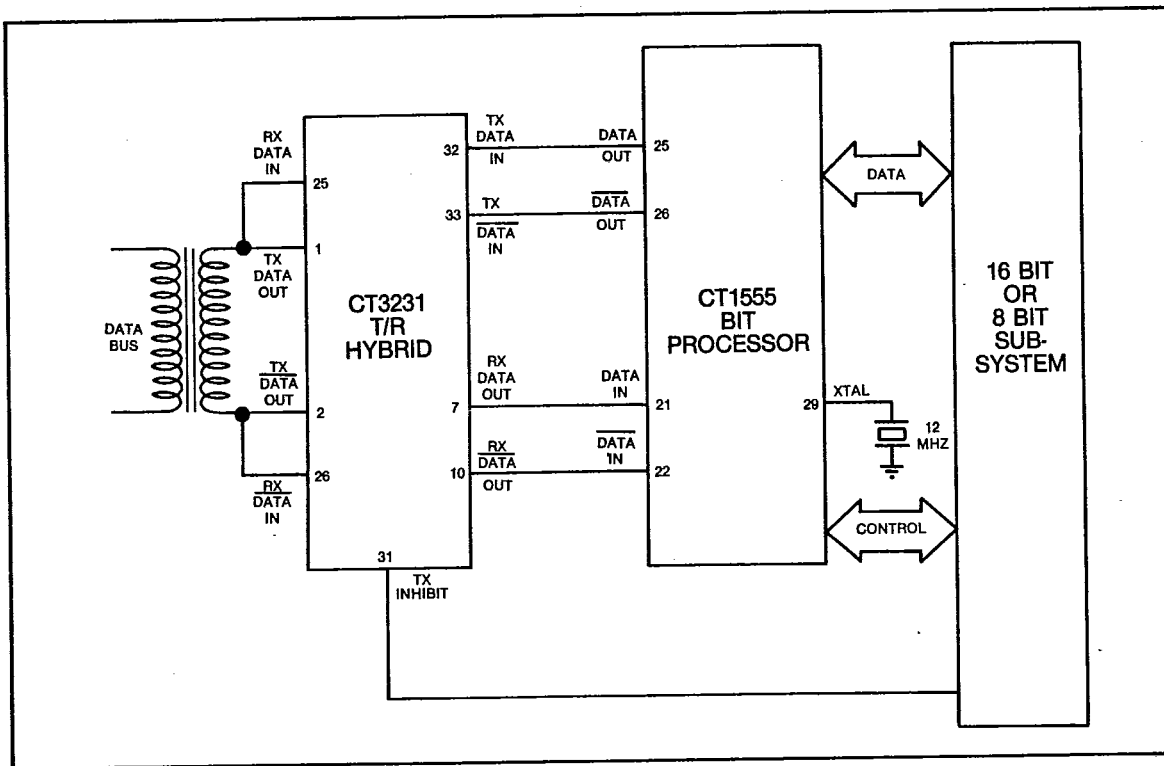 RX
DATA
IN
25
1
TX
DATA
OUT
DATA
BUS
TX
DATA
OUT
2
26
RX
DATA
IN
CT3231
T/R
HYBRID
32
33
7
10
31
TX
INHIBIT
TX
DATA
IN
TX
DATA
IN
RX
DATA
OUT
RX
DATA
OUT
DATA
OUT
DATA
OUT
DATA
IN
DATA
IN
25
26
21
22
CT1555
BIT
PROCESSOR
29
XTAL
12
MHZ
DATA
CONTROL
16 BIT
OR
8 BIT
SUB-
SYSTEM